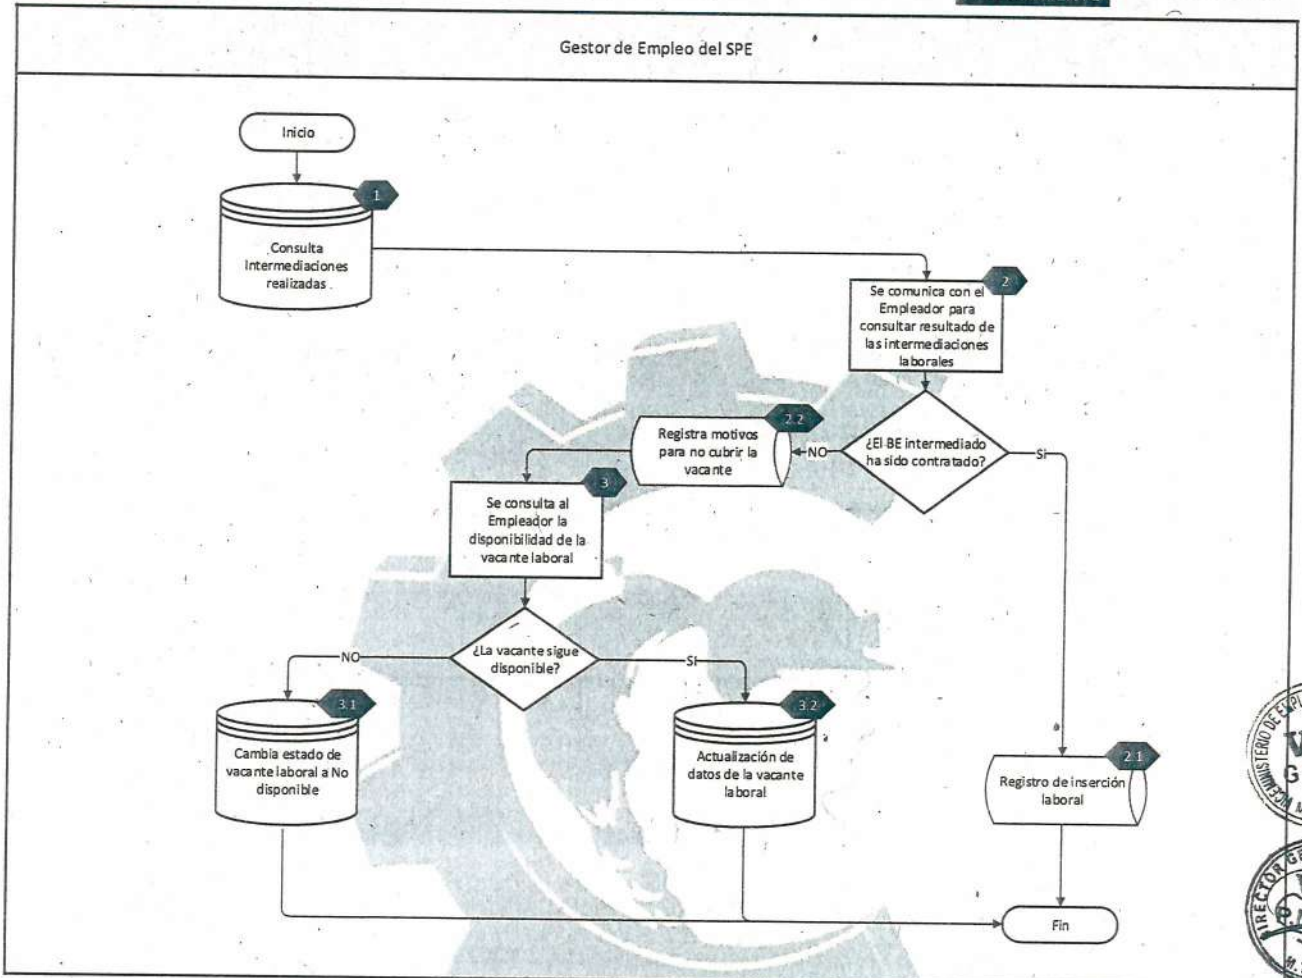 Gestor de Empleo del SPE
Inicio
1
Consulta
Intermediaciones
realizadas
2
Se comunica con el
Empleador para
consultar resultado de
las intermediaciones
laborales
¿El BE intermediado
ha sido contratado?
NO
SI
2.2
Registra motivos
para no cubrir la
vacante
3
Se consulta al
Empleador la
disponibilidad de la
vacante laboral
¿La vacante sigue
disponible?
NO
SI
3.1
Cambia estado de
vacante laboral a No
disponible
3.2
Actualización de
datos de la vacante
laboral
2.1
Registro de inserción
laboral
Fin